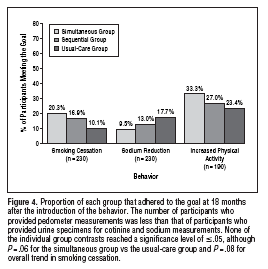 80
70
60
50
40
30
20
10
0
% of Participants Meeting the Goal
Simultaneous Group
Sequential Group
Usual-Care Group
20.3%
16.9%
10.1%
9.5%
13.0%
17.7%
33.3%
27.0%
23.4%
Smoking Cessation
(n=230)
Sodium Reduction
(n=230)
Increased Physical
Activity
(n=190)
Behavior
Figure 4. Proportion of each group that adhered to the goal at 18 months
after the introduction of the behavior. The number of participants who
provided pedometer measurements was less than that of participants who
provided urine specimens for cotinine and sodium measurements. None of
the individual group contrasts reached a significance level of ≤.05, although
P=.06 for the simultaneous group vs the usual-care group and P=.08 for
overall trend in smoking cessation.